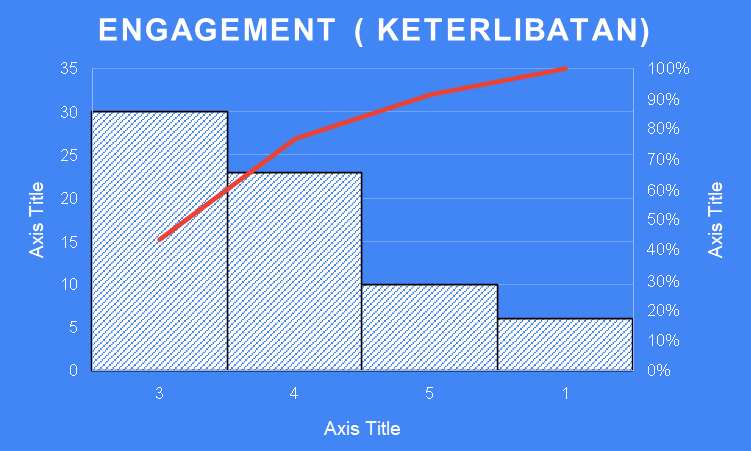 ENGAGEMENT ( KETERLIBATAN)
35 100%
30 90%
25 80%
20 70%
15 60%
10 50%
5 40%
0 30%
20%
10%
0%
Axis Title
Axis Title
3 4 5 1
Axis Title